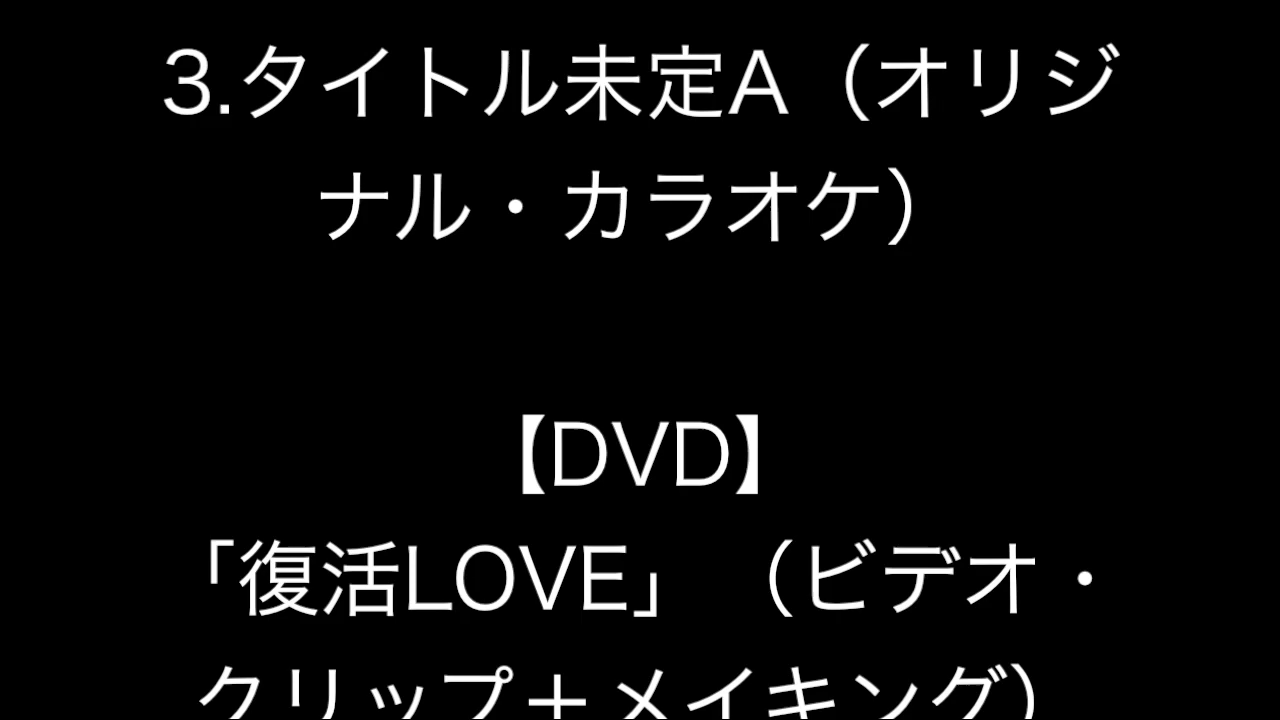 3.タイトル未定A（オリジ
ナル・カラオケ）
【DVD】
「復活LOVE」（ビデオ・
クリップ＋メイキング）